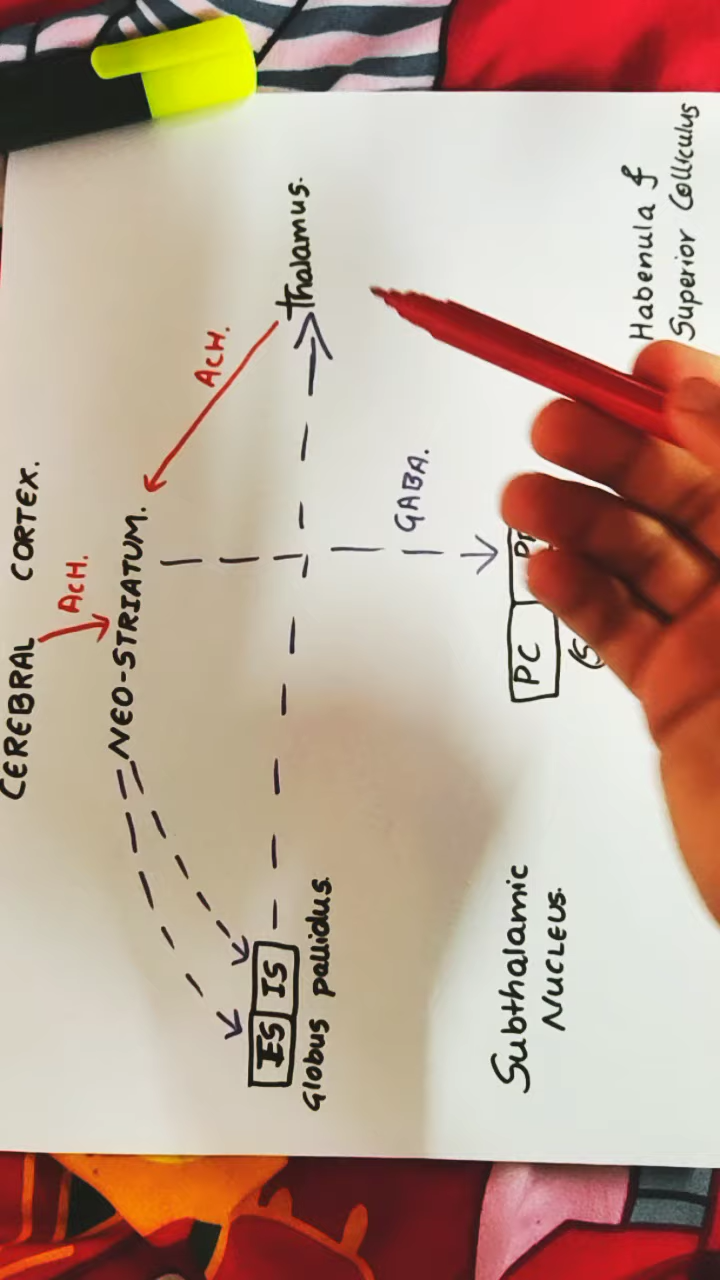 CEREBRAL CORTEX.
ACH.
ACH.
NEO-STRIATUM.
Thalamus.
ES IS
Globus pallidus.
GABA.
PC
Subthalamic
Nucleus.
Habenula &
Superior Colliculus